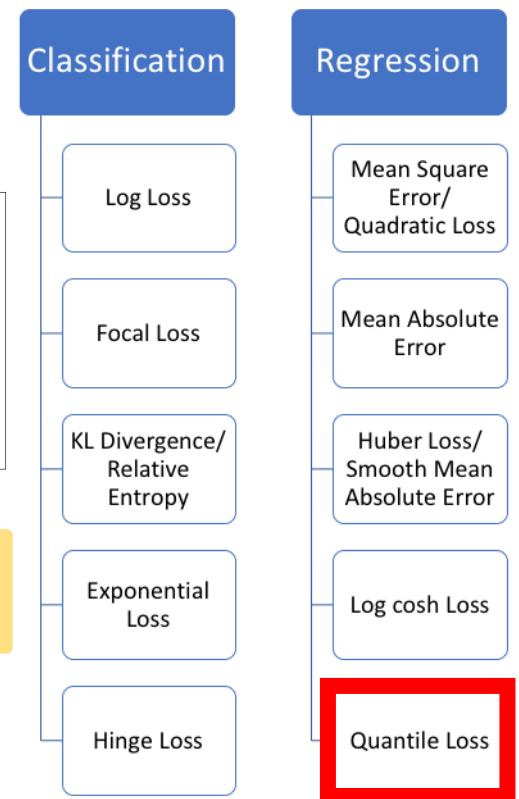 Classification
Log Loss
Focal Loss
KL Divergence/
Relative
Entropy
Exponential
Loss
Hinge Loss
Regression
Mean Square
Error/
Quadratic Loss
Mean Absolute
Error
Huber Loss/
Smooth Mean
Absolute Error
Log cosh Loss
Quantile Loss